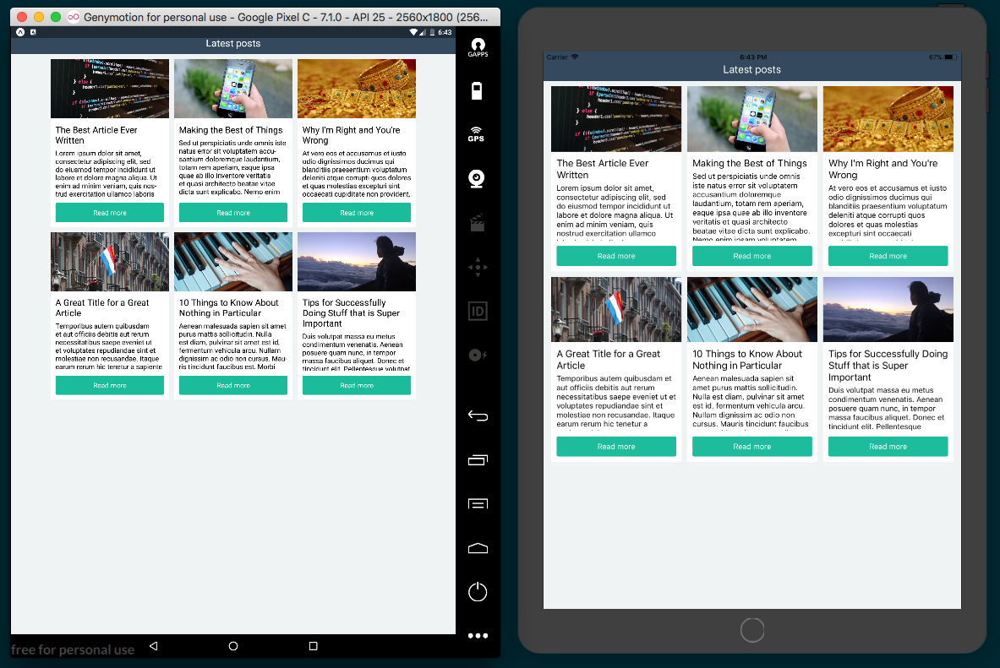 Genymotion for personal use - Google Pixel C - 7.1.0 - API 25 - 2560x1800 (256...
6:43
Latest posts
The Best Article Ever
Written
Lorem ipsum dolor sit amet,
consectetur adipiscing elit, sed
do eiusmod tempor incididunt ut
labore et dolore magna aliqua. Ut
enim ad minim veniam, quis nos-
trud exercitation ullamco laboris
Read more
Making the Best of Things
Sed ut perspiciatis unde omnis iste
natus error sit voluptatem accu-
santium doloremque laudantium,
totam rem aperiam, eaque ipsa
quae ab illo inventore veritatis
et quasi architecto beatae vitae
dicta sunt explicabo. Nemo enim
Read more
Why I'm Right and You're
Wrong
At vero eos et accusamus et iusto
odio dignissimos ducimus qui
blanditiis praesentium voluptatum
deleniti atque corrupti quos dolores
et quas molestias excepturi sint
occaecati cupiditate non provident,
Read more
A Great Title for a Great
Article
Temporibus autem quibusdam
et aut officiis debitis aut rerum
necessitatibus saepe eveniet ut
et voluptates repudiandae sint et
molestiae non recusandae. Itaque
earum rerum hic tenetur a sapiente
Read more
10 Things to Know About
Nothing in Particular
Aenean malesuada sapien sit amet
purus mattis sollicitudin. Nulla
est diam, pulvinar sit amet est id,
fermentum vehicula arcu. Nullam
dignissim ac odio non cursus. Mau-
ris tincidunt faucibus est. Morbi
Read more
Tips for Successfully
Doing Stuff that is Super
Important
Duis volutpat massa eu metus
condimentum venenatis. Aenean
posuere quam nunc, in tempor
massa faucibus aliquet. Donec et
tincidunt elit. Pellentesque volutpat
Read more
free for personal use
GAPPS
GPS
ID
Carrier
6:43 PM
67%
Latest posts
The Best Article Ever
Written
Lorem ipsum dolor sit amet,
consectetur adipiscing elit, sed
do eiusmod tempor incididunt ut
labore et dolore magna aliqua. Ut
enim ad minim veniam, quis
nostrud exercitation ullamco
Read more
Making the Best of Things
Sed ut perspiciatis unde omnis
iste natus error sit voluptatem
accusantium doloremque
laudantium, totam rem aperiam,
eaque ipsa quae ab illo inventore
veritatis et quasi architecto
beatae vitae dicta sunt explicabo.
Nemo enim ipsam voluptatem
Read more
Why I'm Right and You're
Wrong
At vero eos et accusamus et iusto
odio dignissimos ducimus qui
blanditiis praesentium voluptatum
deleniti atque corrupti quos
dolores et quas molestias
excepturi sint occaecati
Read more
A Great Title for a Great
Article
Temporibus autem quibusdam et
aut officiis debitis aut rerum
necessitatibus saepe eveniet ut et
voluptates repudiandae sint et
molestiae non recusandae. Itaque
earum rerum hic tenetur a
Read more
10 Things to Know About
Nothing in Particular
Aenean malesuada sapien sit
amet purus mattis sollicitudin.
Nulla est diam, pulvinar sit amet
est id, fermentum vehicula arcu.
Nullam dignissim ac odio non
cursus. Mauris tincidunt faucibus
Read more
Tips for Successfully Doing
Stuff that is Super
Important
Duis volutpat massa eu metus
condimentum venenatis. Aenean
posuere quam nunc, in tempor
massa faucibus aliquet. Donec et
tincidunt elit. Pellentesque
Read more